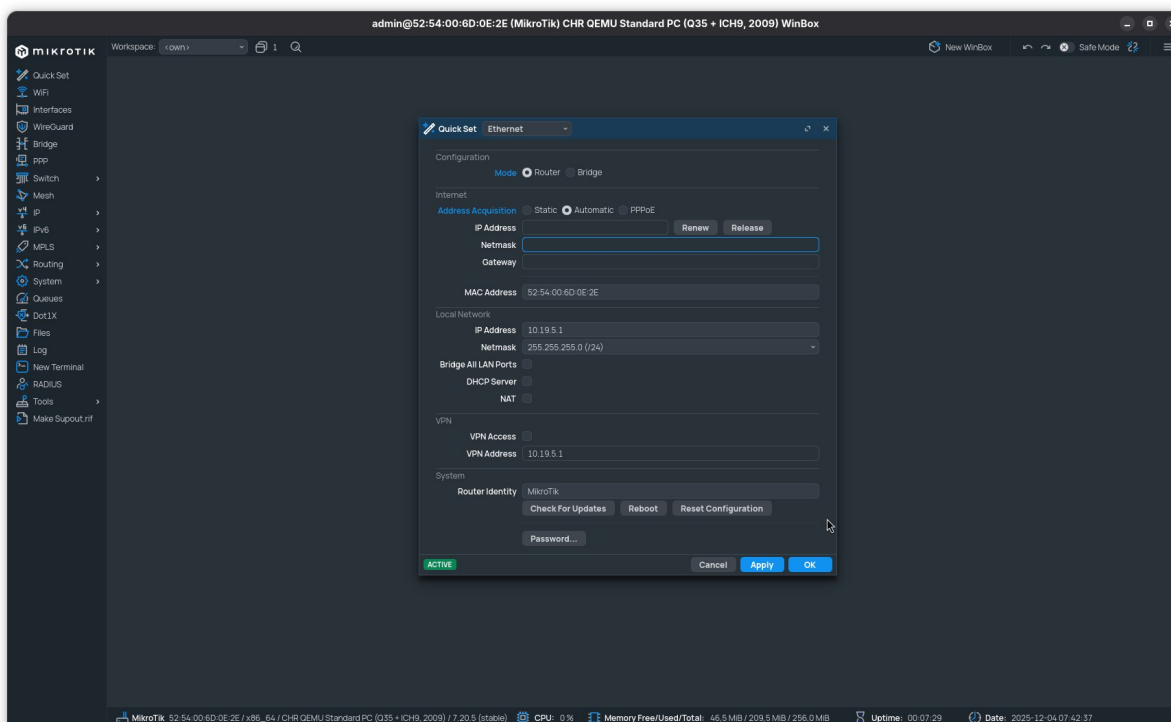 admin@52:54:00:6D:0E:2E (MikroTik) CHR QEMU Standard PC (Q35 + ICH9, 2009) WinBox
MikroTik
Workspace: <own> 1
New WinBox Safe Mode
Quick Set
WiFi
Interfaces
WireGuard
Bridge
PPP
Switch
Mesh
IP
IPv6
MPLS
Routing
System
Queues
Dot1X
Files
Log
New Terminal
RADIUS
Tools
Make Supout.rif
Quick Set Ethernet
Configuration
Mode Router Bridge
Internet
Address Acquisition Static Automatic PPPoE
IP Address Renew Release
Netmask
Gateway
MAC Address 52:54:00:6D:0E:2E
Local Network
IP Address 10.19.5.1
Netmask 255.255.255.0 (/24)
Bridge All LAN Ports
DHCP Server
NAT
VPN
VPN Access
VPN Address 10.19.5.1
System
Router Identity MikroTik
Check For Updates Reboot Reset Configuration
Password...
ACTIVE Cancel Apply OK
MikroTik 52:54:00:6D:0E:2E / x86_64 / CHR QEMU Standard PC (Q35 + ICH9, 2009) / 7.20.5 (stable) CPU: 0 % Memory Free/Used/Total: 46,5 MiB / 209,5 MiB / 256,0 MiB Uptime: 00:07:29 Date: 2025-12-04 07:42:37